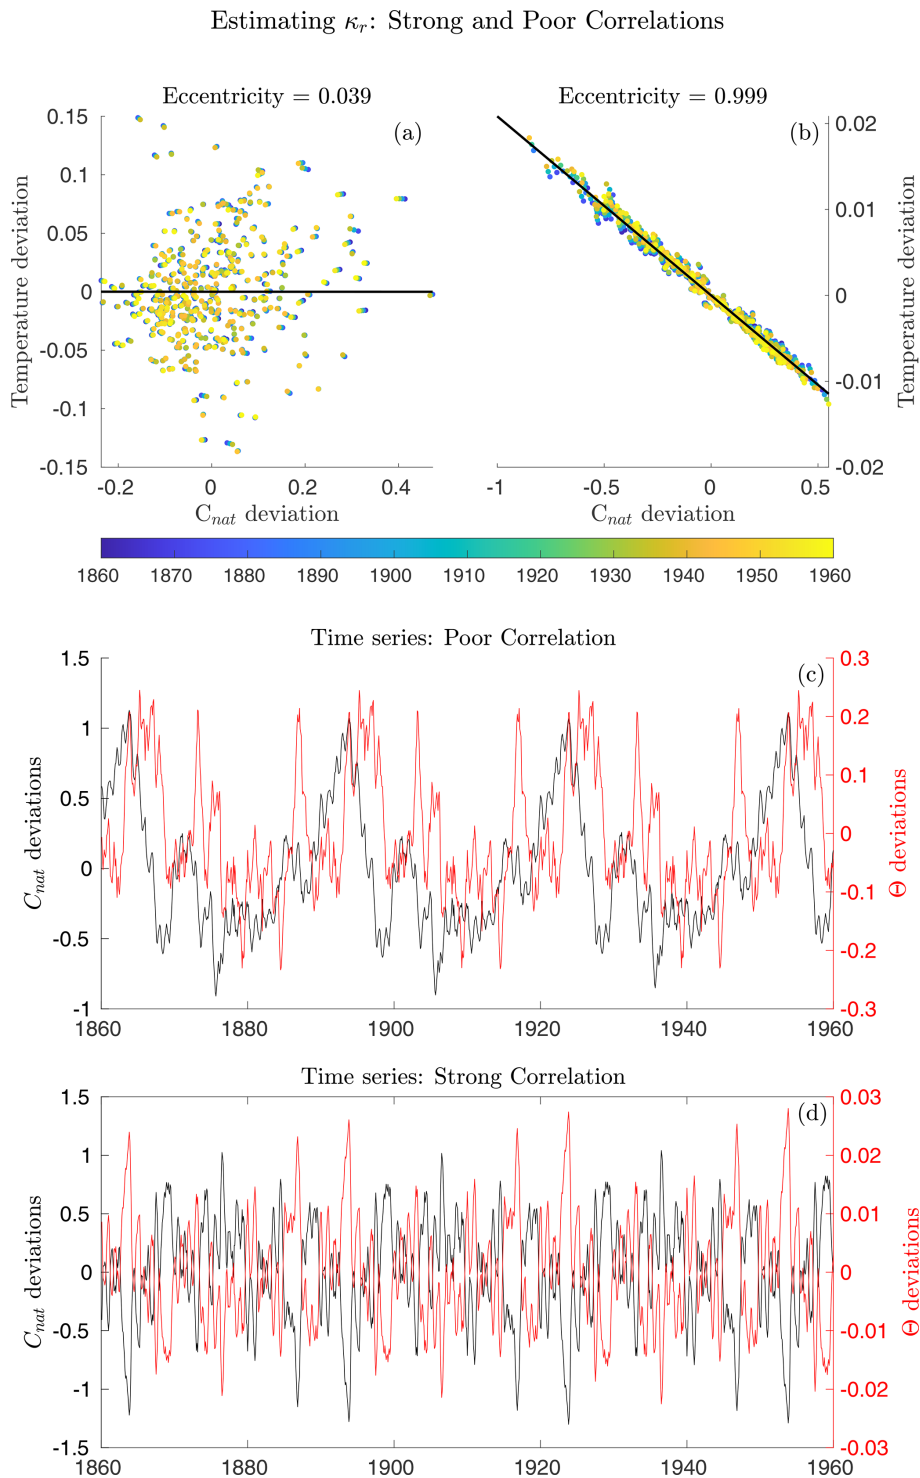 Estimating κr: Strong and Poor Correlations
Eccentricity = 0.039
Eccentricity = 0.999
0.15
0.1
0.05
0
-0.05
-0.1
-0.15
Temperature deviation
(a)
-0.2
0
0.2
0.4
Cnat deviation
(b)
0.02
0.01
0
-0.01
-0.02
Temperature deviation
-1
-0.5
0
0.5
Cnat deviation
1860 1870 1880 1890 1900 1910 1920 1930 1940 1950 1960
Time series: Poor Correlation
(c)
1.5
1
0.5
0
-0.5
-1
Cnat deviations
0.3
0.2
0.1
0
-0.1
-0.2
-0.3
Θ deviations
1860 1880 1900 1920 1940 1960
Time series: Strong Correlation
(d)
1.5
1
0.5
0
-0.5
-1
-1.5
Cnat deviations
0.03
0.02
0.01
0
-0.01
-0.02
-0.03
Θ deviations
1860 1880 1900 1920 1940 1960